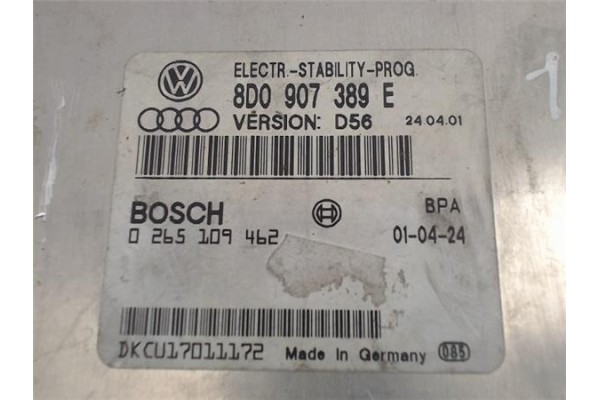 ELECTR.-STABILITY-PROG.
8D0 907 389 E
VERSION: D56 24.04.01
BOSCH BPA
0 265 109 462 01-04-24
DKCU17011172 Made in Germany 085
1